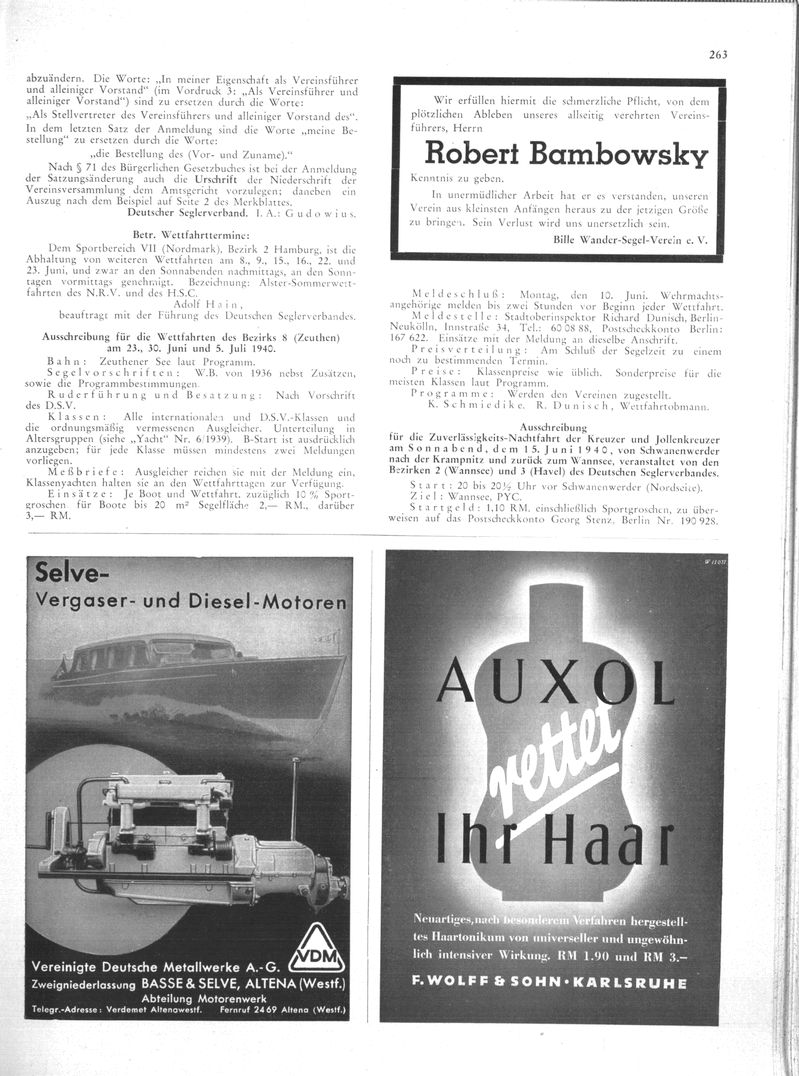 263
abzuändern. Die Worte: „In meiner Eigenschaft als Vereinsführer
und alleiniger Vorstand“ (im Vordruck 3: „Als Vereinsführer und
alleiniger Vorstand“) sind zu ersetzen durch die Worte:
„Als Stellvertreter des Vereinsführers und alleiniger Vorstand des“.
In dem letzten Satz der Anmeldung sind die Worte „meine Be-
stellung“ zu ersetzen durch die Worte:
„die Bestellung des (Vor- und Zuname).“
Nach § 71 des Bürgerlichen Gesetzbuches ist bei der Anmeldung
der Satzungsänderung auch die Urschrift der Niederschrift der
Vereinsversammlung dem Amtsgericht vorzulegen; daneben ein
Auszug nach dem Beispiel auf Seite 2 des Merkblattes.
Deutscher Seglerverband. I. A.: Gudowius.
Betr. Wettfahrttermine:
Dem Sportbereich VII (Nordmark), Bezirk 2 Hamburg, ist die
Abhaltung von weiteren Wettfahrten am 8., 9., 15., 16., 22. und
23. Juni, und zwar an den Sonnabenden nachmittags, an den Sonn-
tagen vormittags genehmigt. Bezeichnung: Alster-Sommerwett-
fahrten des N.R.V. und des H.S.C.
Adolf Hain,
beauftragt mit der Führung des Deutschen Seglerverbandes.
Ausschreibung für die Wettfahrten des Bezirks 8 (Zeuthen)
am 23., 30. Juni und 5. Juli 1940.
Bahn: Zeuthener See laut Programm.
Segelvorschriften: W.B. von 1936 nebst Zusätzen,
sowie die Programmbestimmungen.
Ruderführung und Besatzung: Nach Vorschrift
des D.S.V.
Klassen: Alle internationalen und D.S.V.-Klassen und
die ordnungsmäßig vermessenen Ausgleicher. Unterteilung in
Altersgruppen (siehe „Yacht“ Nr. 6/1939). B-Start ist ausdrücklich
anzugeben; für jede Klasse müssen mindestens zwei Meldungen
vorliegen.
Meßbriefe: Ausgleicher reichen sie mit der Meldung ein,
Klassenyachten halten sie an den Wettfahrttagen zur Verfügung.
Einsätze: Je Boot und Wettfahrt, zuzüglich 10 % Sport-
groschen für Boote bis 20 m² Segelfläche 2,— RM., darüber
3,— RM.
Wir erfüllen hiermit die schmerzliche Pflicht, von dem
plötzlichen Ableben unseres allseitig verehrten Vereins-
führers, Herrn
Robert Bambowsky
Kenntnis zu geben.
In unermüdlicher Arbeit hat er es verstanden, unseren
Verein aus kleinsten Anfängen heraus zu der jetzigen Größe
zu bringen. Sein Verlust wird uns unersetzlich sein.
Bille Wander-Segel-Verein e. V.
Meldeschluß: Montag, den 10. Juni. Wehrmachts-
angehörige melden bis zwei Stunden vor Beginn jeder Wettfahrt.
Meldestelle: Stadtoberinspektor Richard Dunisch, Berlin-
Neukölln, Innstraße 34, Tel.: 60 08 88, Postscheckkonto Berlin:
167 622. Einsätze mit der Meldung an dieselbe Anschrift.
Preisverteilung: Am Schluß der Segelzeit zu einem
noch zu bestimmenden Termin.
Preise: Klassenpreise wie üblich. Sonderpreise für die
meisten Klassen laut Programm.
Programme: Werden den Vereinen zugestellt.
K. Schmiedike. R. Dunisch, Wettfahrtobmann.
Ausschreibung
für die Zuverlässigkeits-Nachtfahrt der Kreuzer und Jollenkreuzer
am Sonnabend, dem 15. Juni 1940, von Schwanenwerder
nach der Krampnitz und zurück zum Wannsee, veranstaltet von den
Bezirken 2 (Wannsee) und 3 (Havel) des Deutschen Seglerverbandes.
Start: 20 bis 20½ Uhr vor Schwanenwerder (Nordseite).
Ziel: Wannsee, PYC.
Startgeld: 1,10 RM. einschließlich Sportgroschen, zu über-
weisen auf das Postscheckkonto Georg Stenz, Berlin Nr. 190 928.
Selve-
Vergaser- und Diesel-Motoren
VDM
Vereinigte Deutsche Metallwerke A.-G.
Zweigniederlassung BASSE & SELVE, ALTENA (Westf.)
Abteilung Motorenwerk
Telegr.-Adresse: Verdemet Altenawestf. Fernruf 2469 Altena (Westf.)
AUXOL
rettet
Ihr Haar
Neuartiges, nach besonderem Verfahren hergestell-
tes Haartonikum von universeller und ungewöhn-
lich intensiver Wirkung. RM 1.90 und RM 3.–
F. WOLFF & SOHN • KARLSRUHE